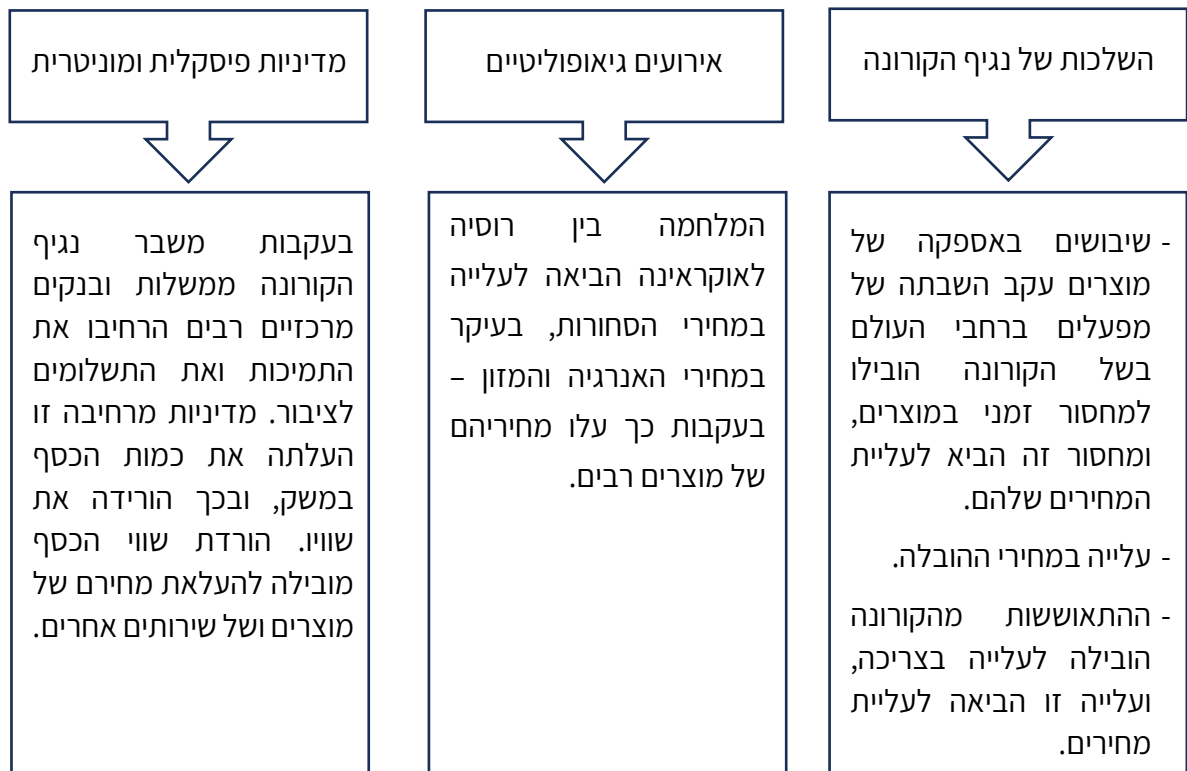 השלכות של נגיף הקורונה
- שיבושים באספקה של
מוצרים עקב השבתה של
מפעלים ברחבי העולם
בשל הקורונה הובילו
למחסור זמני במוצרים,
ומחסור זה הביא לעליית
המחירים שלהם.
- עלייה במחירי ההובלה.
- ההתאוששות מהקורונה
הובילה לעלייה בצריכה,
ועלייה זו הביאה לעליית
מחירים.
אירועים גיאופוליטיים
המלחמה בין רוסיה
לאוקראינה הביאה לעלייה
במחירי הסחורות, בעיקר
במחירי האנרגיה והמזון –
בעקבות כך עלו מחיריהם
של מוצרים רבים.
מדיניות פיסקלית ומוניטרית
בעקבות משבר נגיף
הקורונה ממשלות ובנקים
מרכזיים רבים הרחיבו את
התמיכות ואת התשלומים
לציבור. מדיניות מרחיבה זו
העלתה את כמות הכסף
במשק, ובכך הורידה את
שוויו. הורדת שווי הכסף
מובילה להעלאת מחירם של
מוצרים ושל שירותים אחרים.